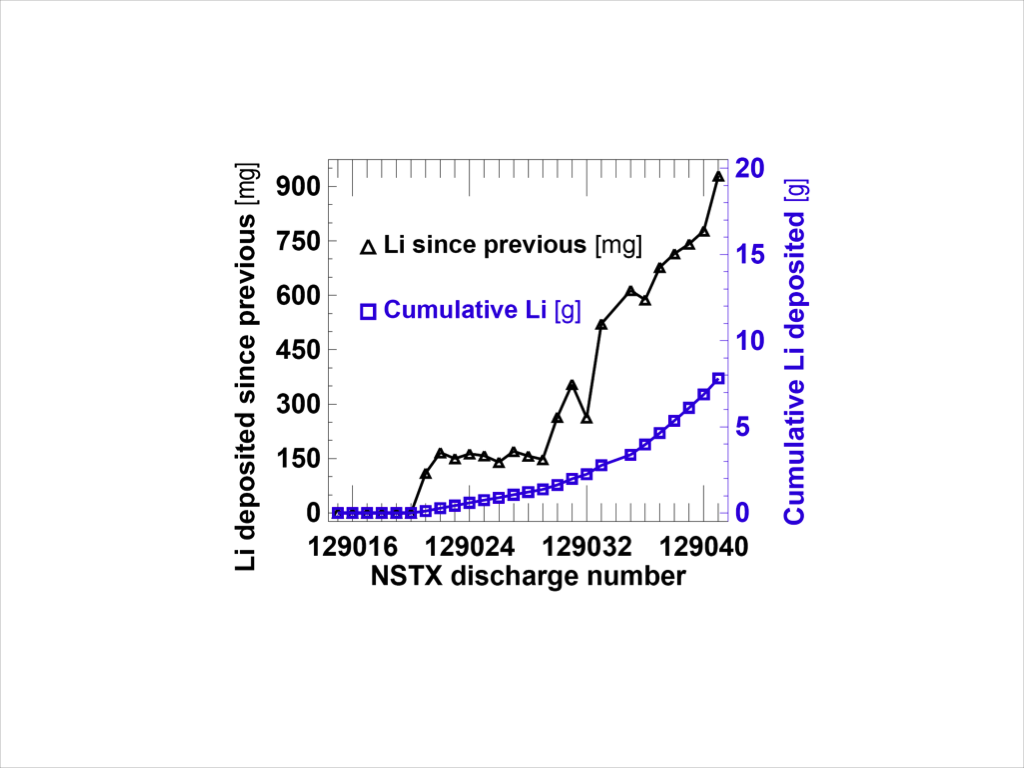 Li deposited since previous [mg]
900
750
600
450
300
150
0
Li since previous [mg]
Cumulative Li [g]
20
15
10
5
0
Cumulative Li deposited [g]
129016 129024 129032 129040
NSTX discharge number